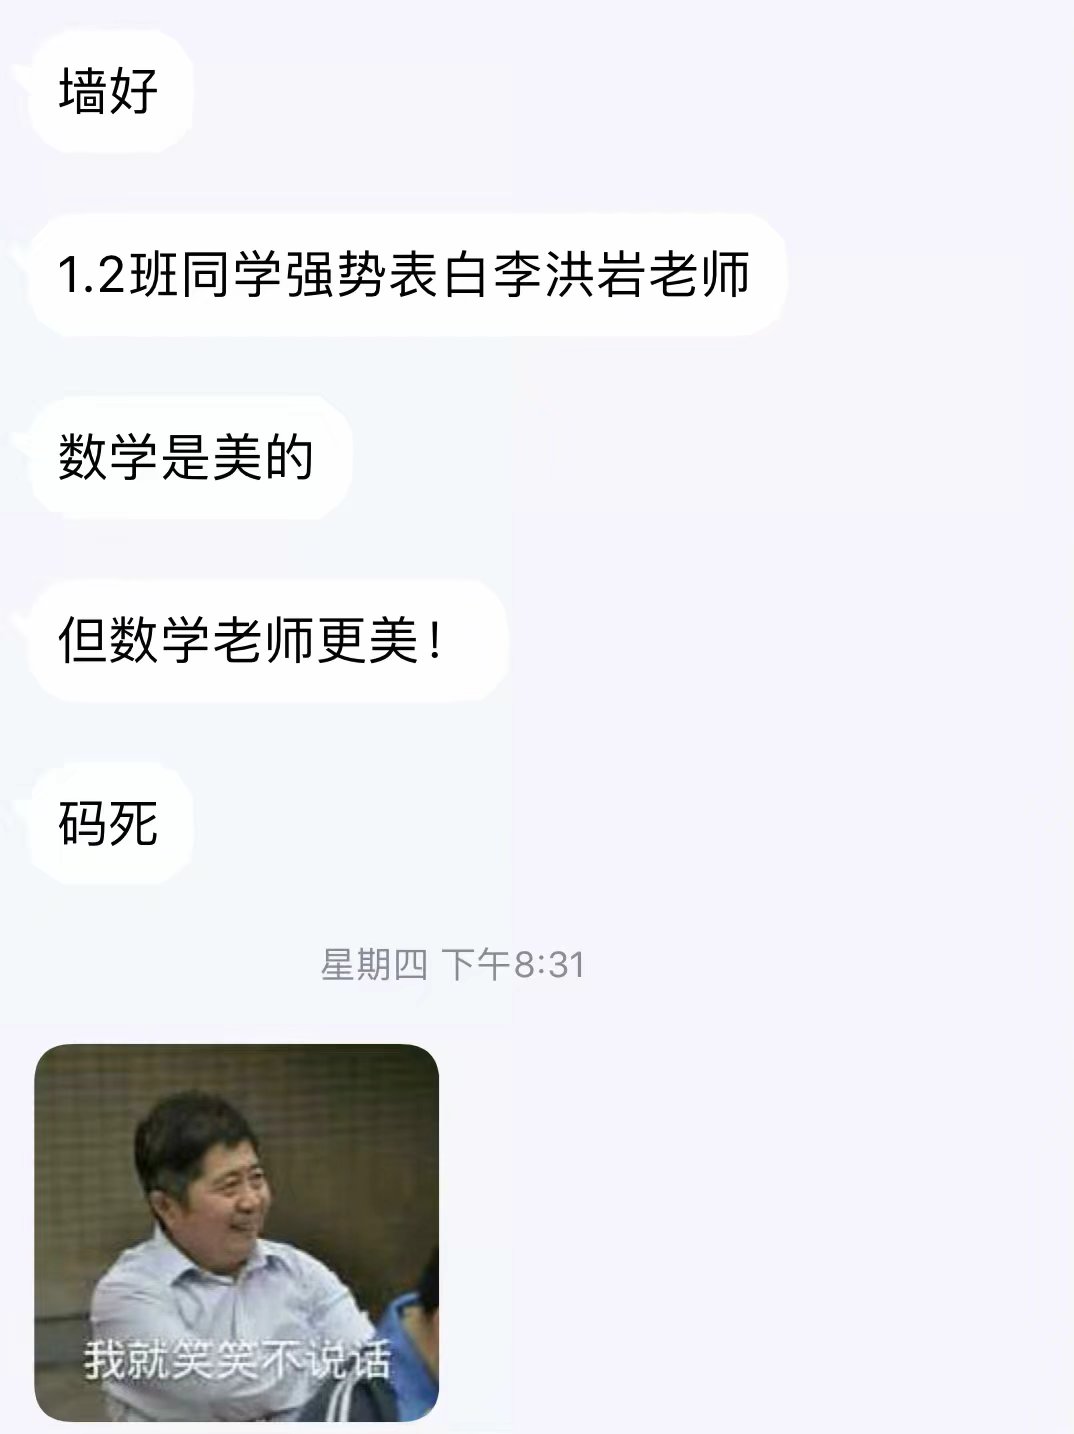 墙好
1.2班同学强势表白李洪岩老师
数学是美的
但数学老师更美！
码死
星期四 下午8:31
我就笑笑不说话